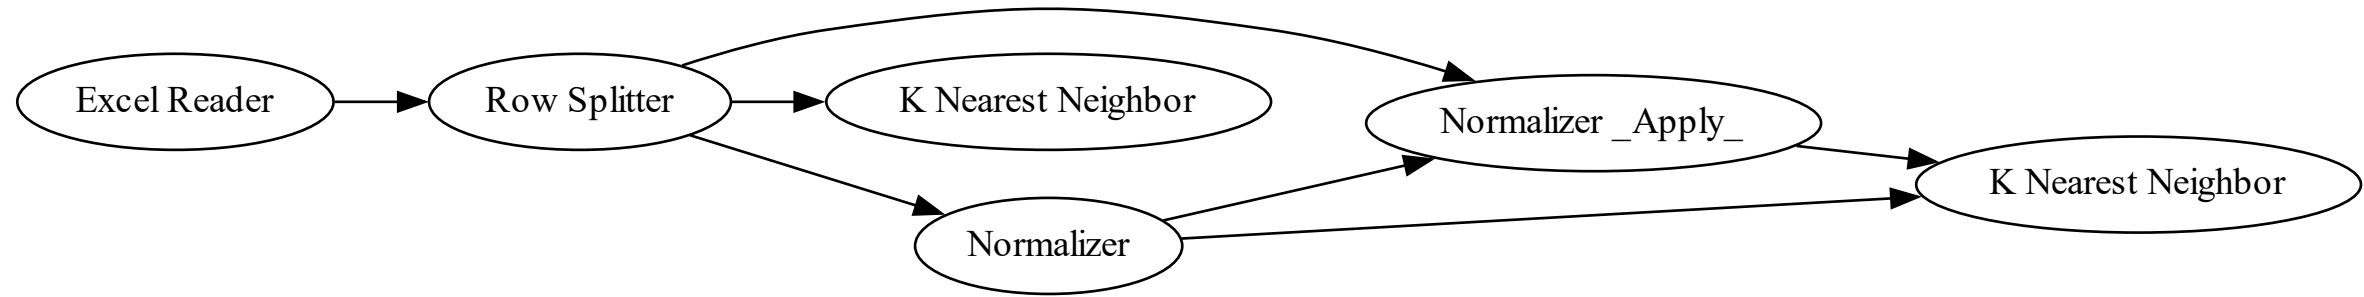 Excel Reader
Row Splitter
K Nearest Neighbor
Normalizer _Apply_
K Nearest Neighbor
Normalizer